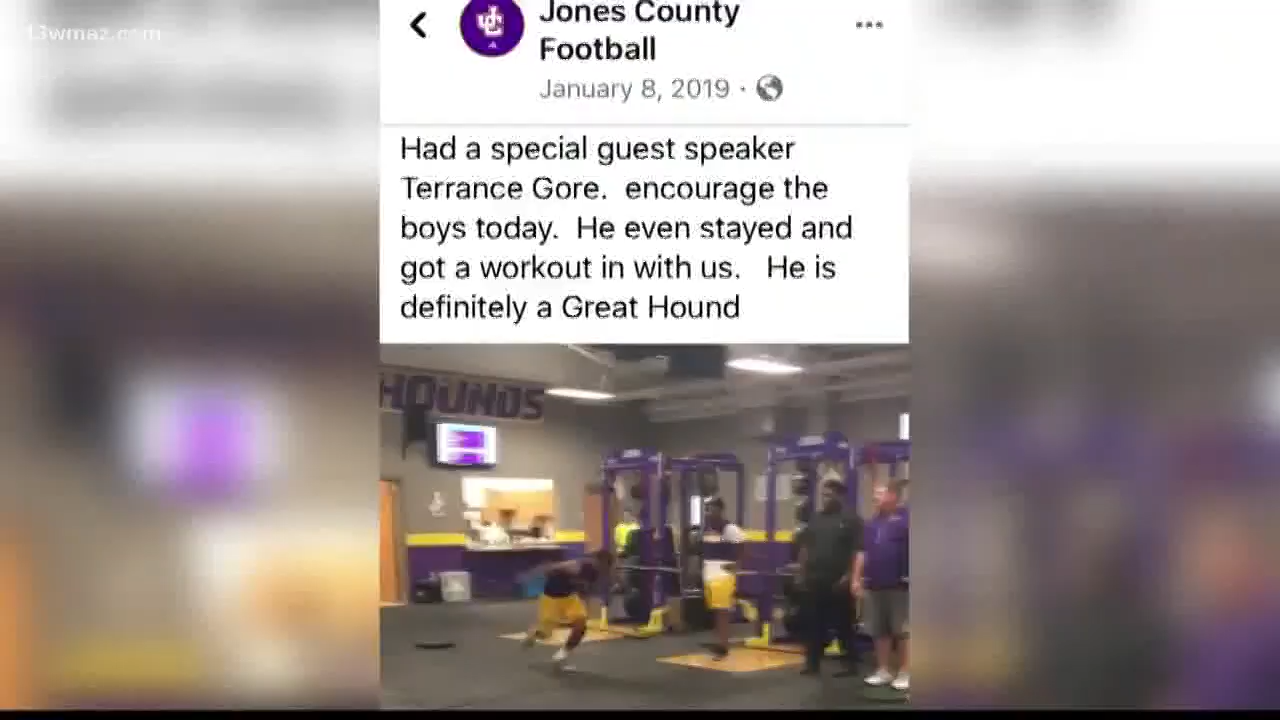 13wmaz.com
Jones County
Football
January 8, 2019 ·
Had a special guest speaker
Terrance Gore.  encourage the
boys today.  He even stayed and
got a workout in with us.   He is
definitely a Great Hound
HOUNDS